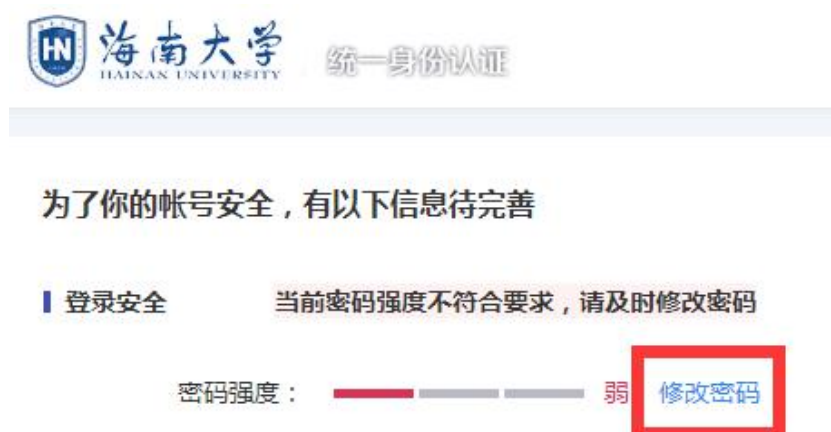 HN 海南大学 统一身份认证
HAINAN UNIVERSITY
为了你的帐号安全，有以下信息待完善
登录安全 当前密码强度不符合要求，请及时修改密码
密码强度： 弱 修改密码